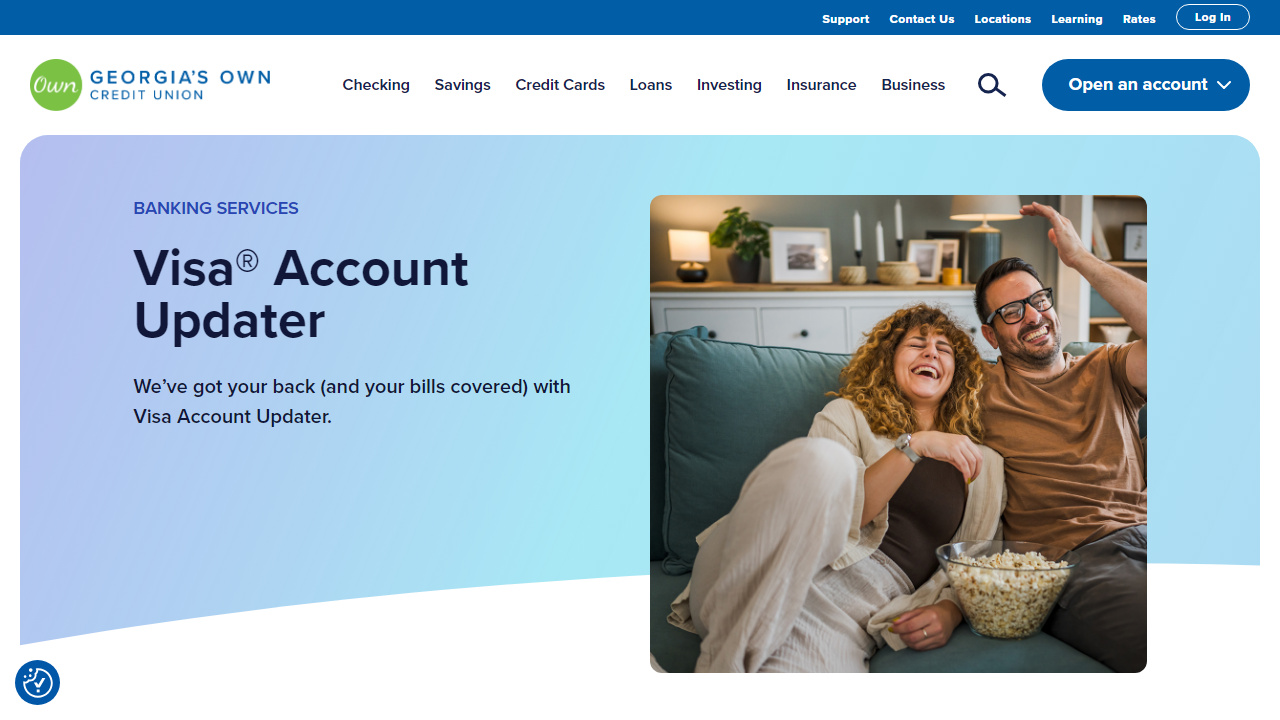 Support Contact Us Locations Learning Rates Log In
Own GEORGIA'S OWN
CREDIT UNION
Checking Savings Credit Cards Loans Investing Insurance Business Open an account
BANKING SERVICES
Visa® Account
Updater
We’ve got your back (and your bills covered) with
Visa Account Updater.